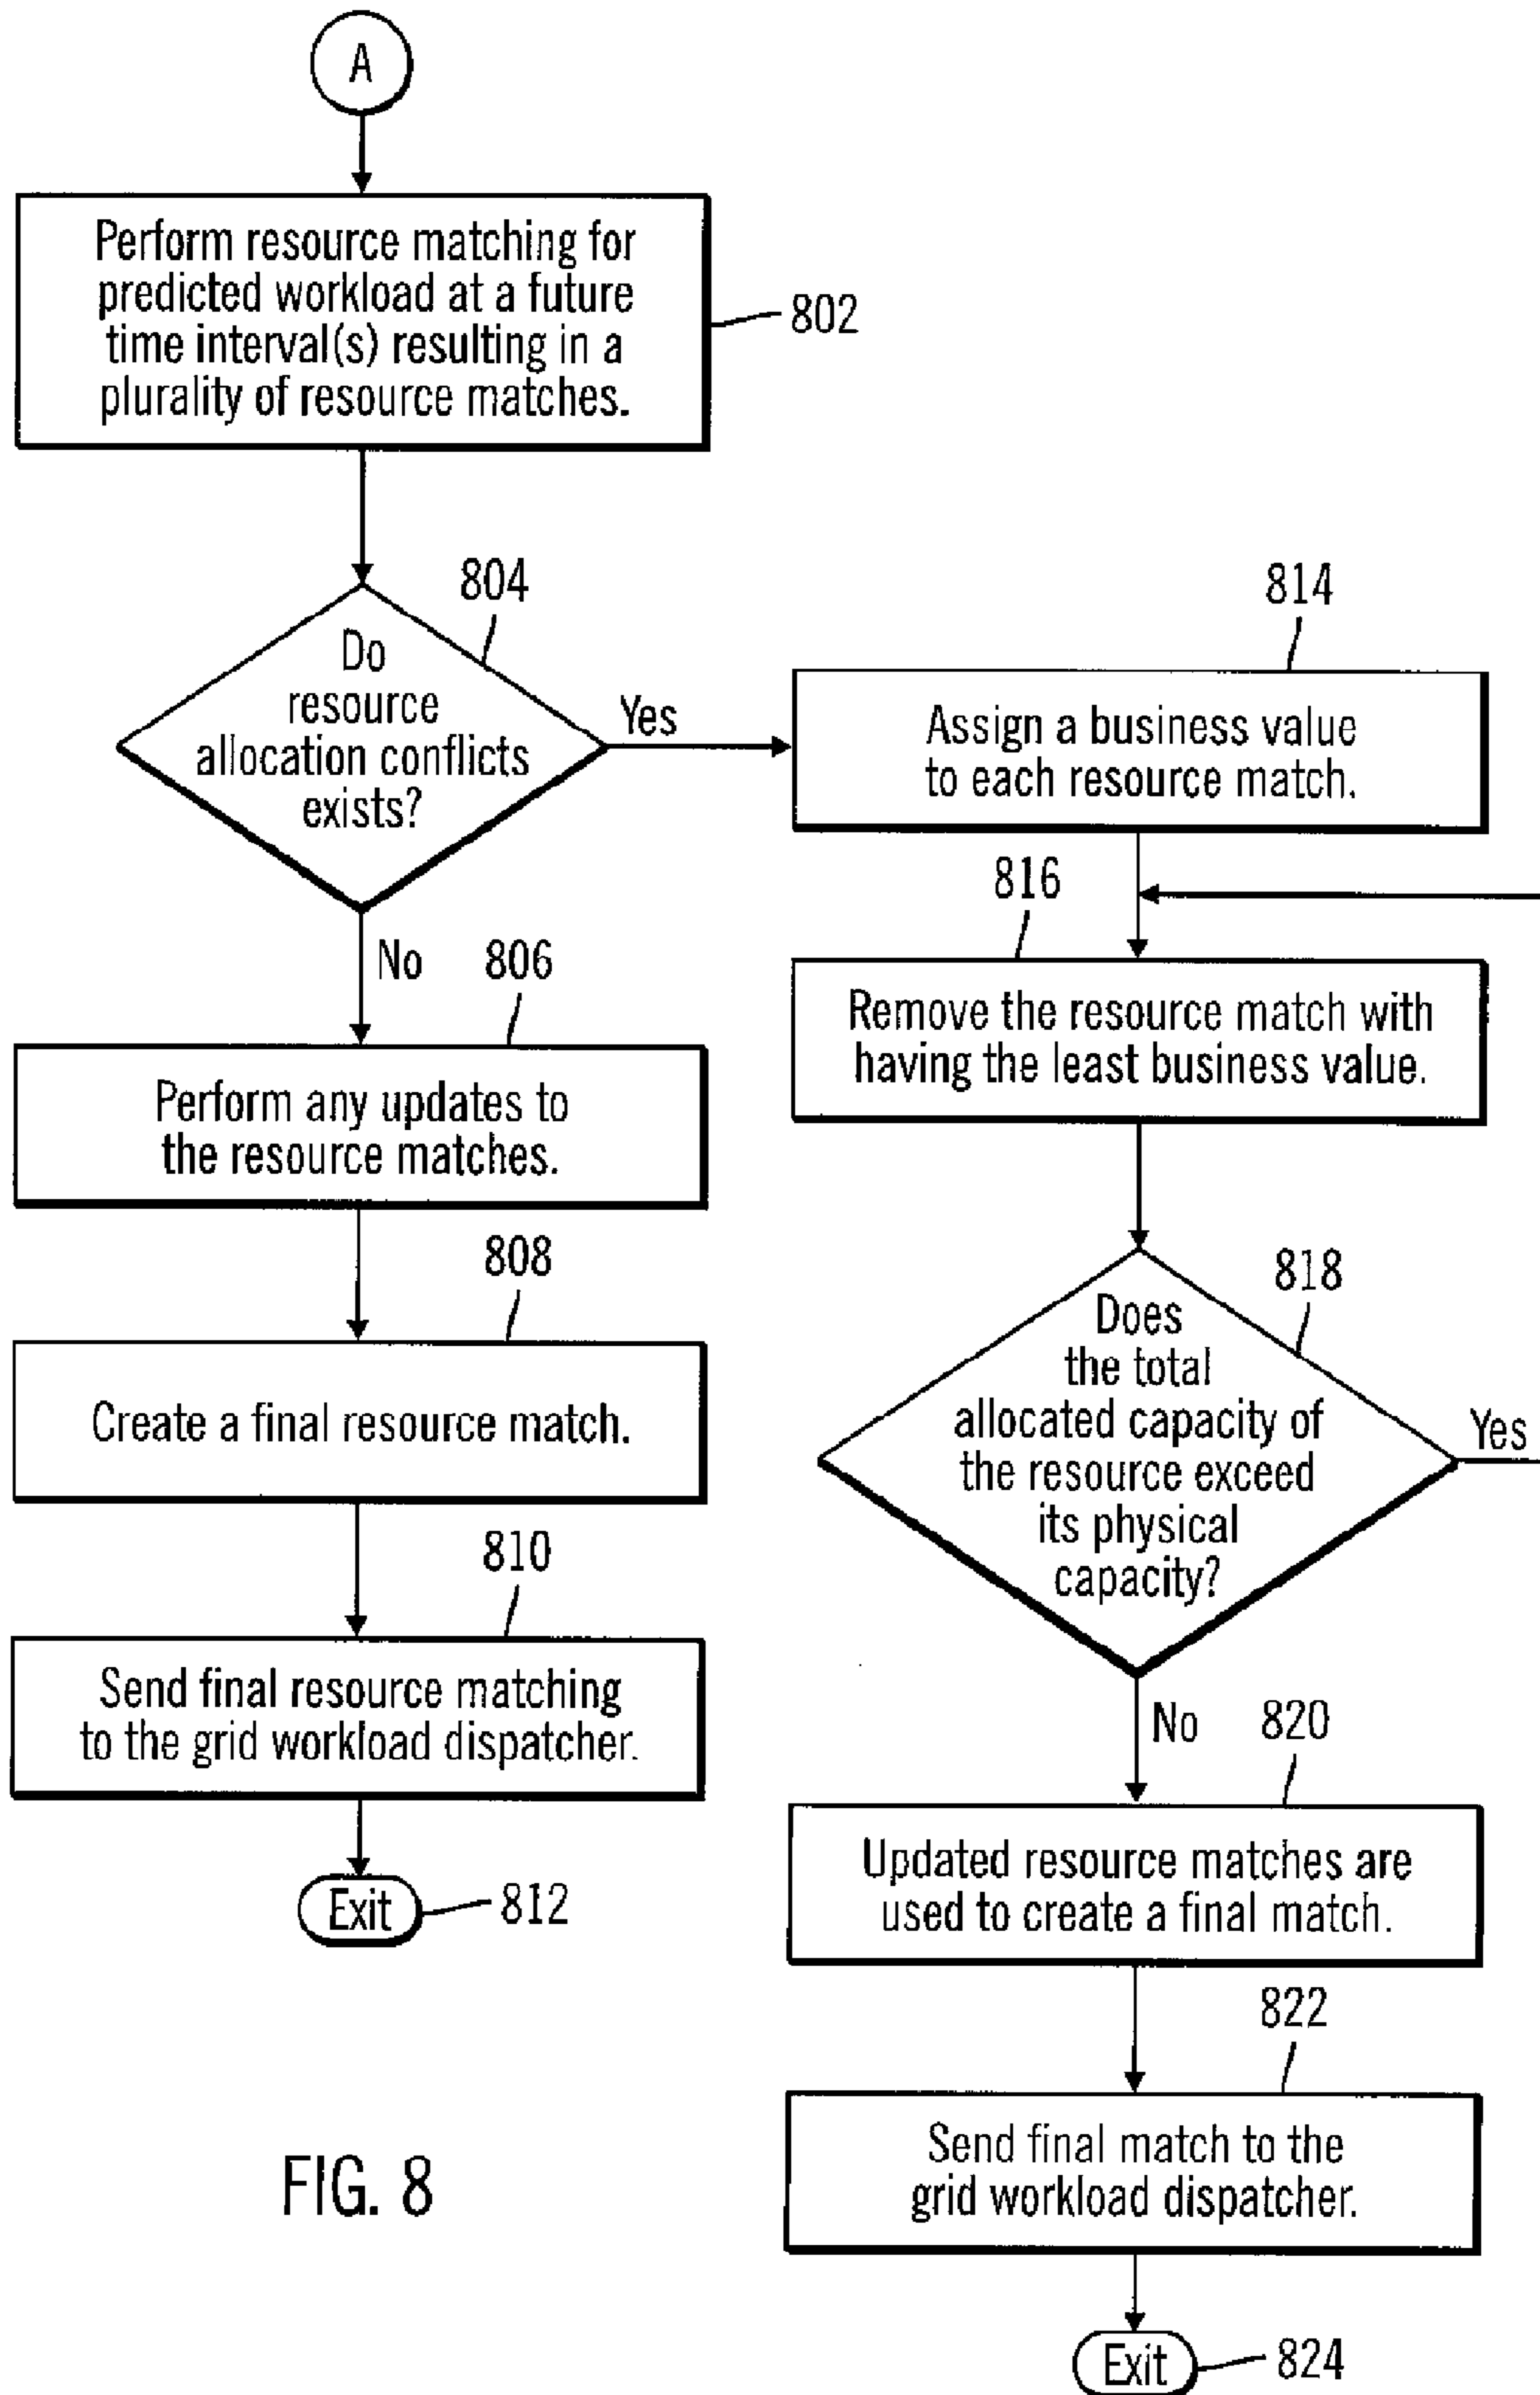 A
Perform resource matching for
predicted workload at a future
time interval(s) resulting in a
plurality of resource matches.
802
804
Do
resource
allocation conflicts
exists?
Yes
No
806
Perform any updates to
the resource matches.
808
Create a final resource match.
810
Send final resource matching
to the grid workload dispatcher.
Exit
812
814
Assign a business value
to each resource match.
816
Remove the resource match with
having the least business value.
818
Does
the total
allocated capacity of
the resource exceed
its physical
capacity?
Yes
No
820
Updated resource matches are
used to create a final match.
822
Send final match to the
grid workload dispatcher.
Exit
824
FIG. 8